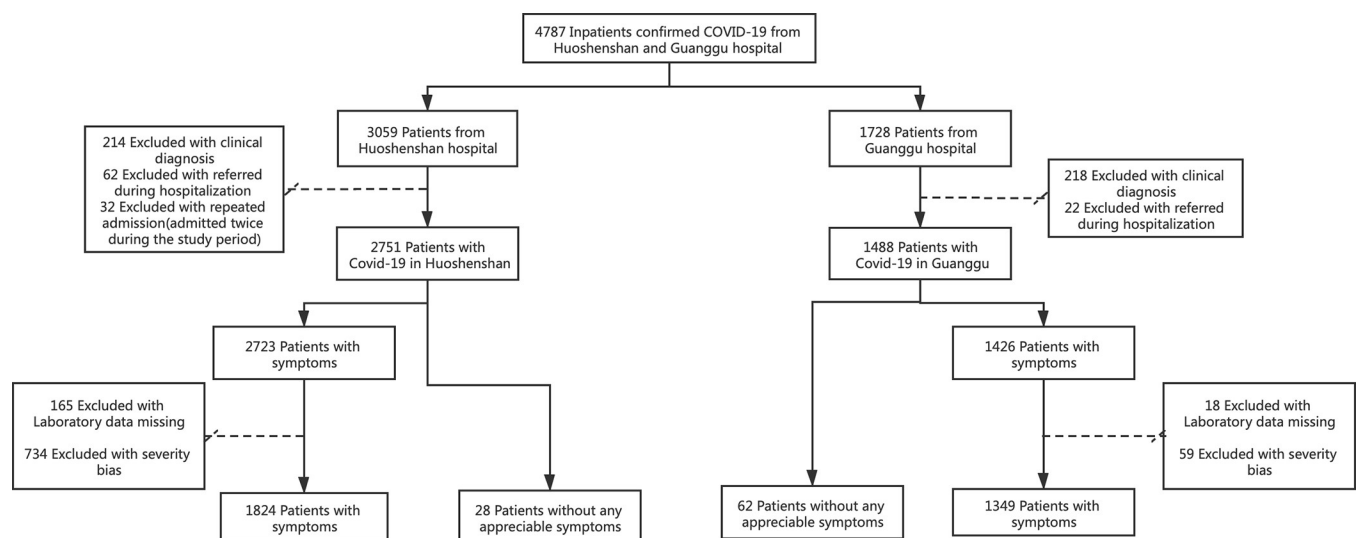 4787 Inpatients confirmed COVID-19 from
Huoshenshan and Guanggu hospital
3059 Patients from
Huoshenshan hospital
1728 Patients from
Guanggu hospital
214 Excluded with clinical
diagnosis
62 Excluded with referred
during hospitalization
32 Excluded with repeated
admission(admitted twice
during the study period)
218 Excluded with clinical
diagnosis
22 Excluded with referred
during hospitalization
2751 Patients with
Covid-19 in Huoshenshan
1488 Patients with
Covid-19 in Guanggu
2723 Patients with
symptoms
1426 Patients with
symptoms
165 Excluded with
Laboratory data missing
734 Excluded with severity
bias
18 Excluded with
Laboratory data missing
59 Excluded with severity
bias
1824 Patients with
symptoms
28 Patients without any
appreciable symptoms
62 Patients without any
appreciable symptoms
1349 Patients with
symptoms